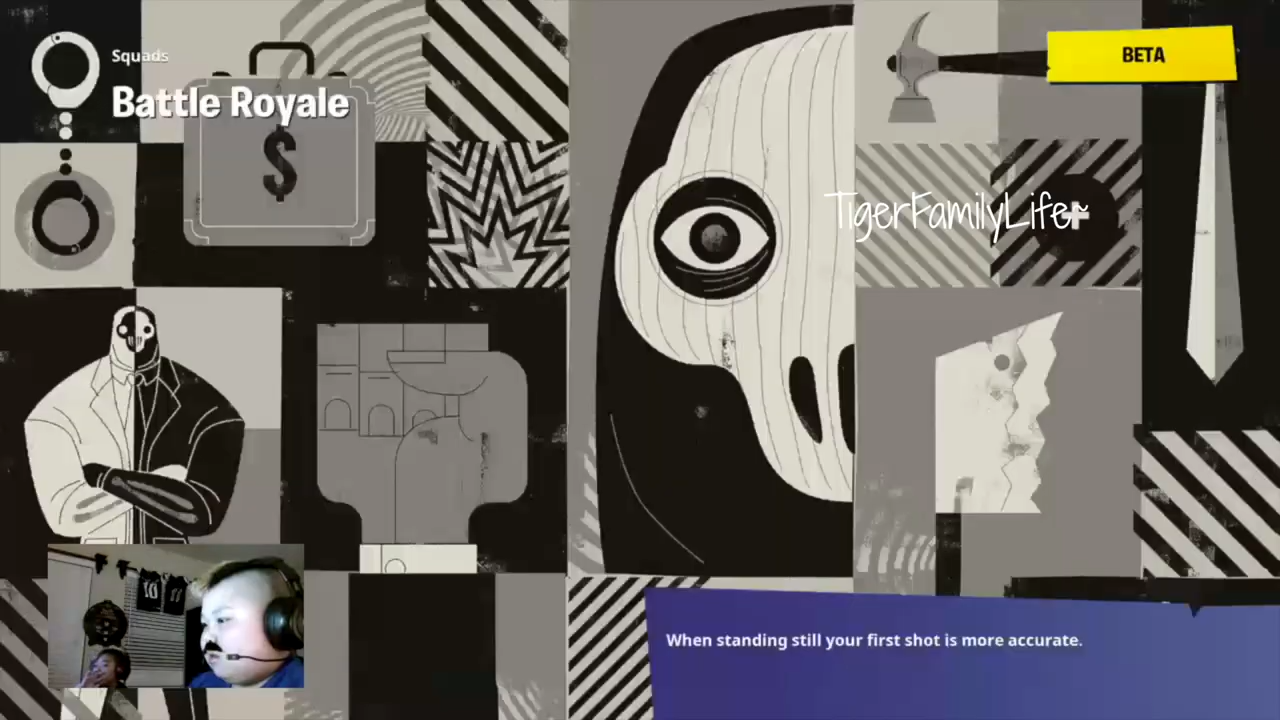 Squads
Battle Royale
$
BETA
TigerFamilyLife
When standing still your first shot is more accurate.